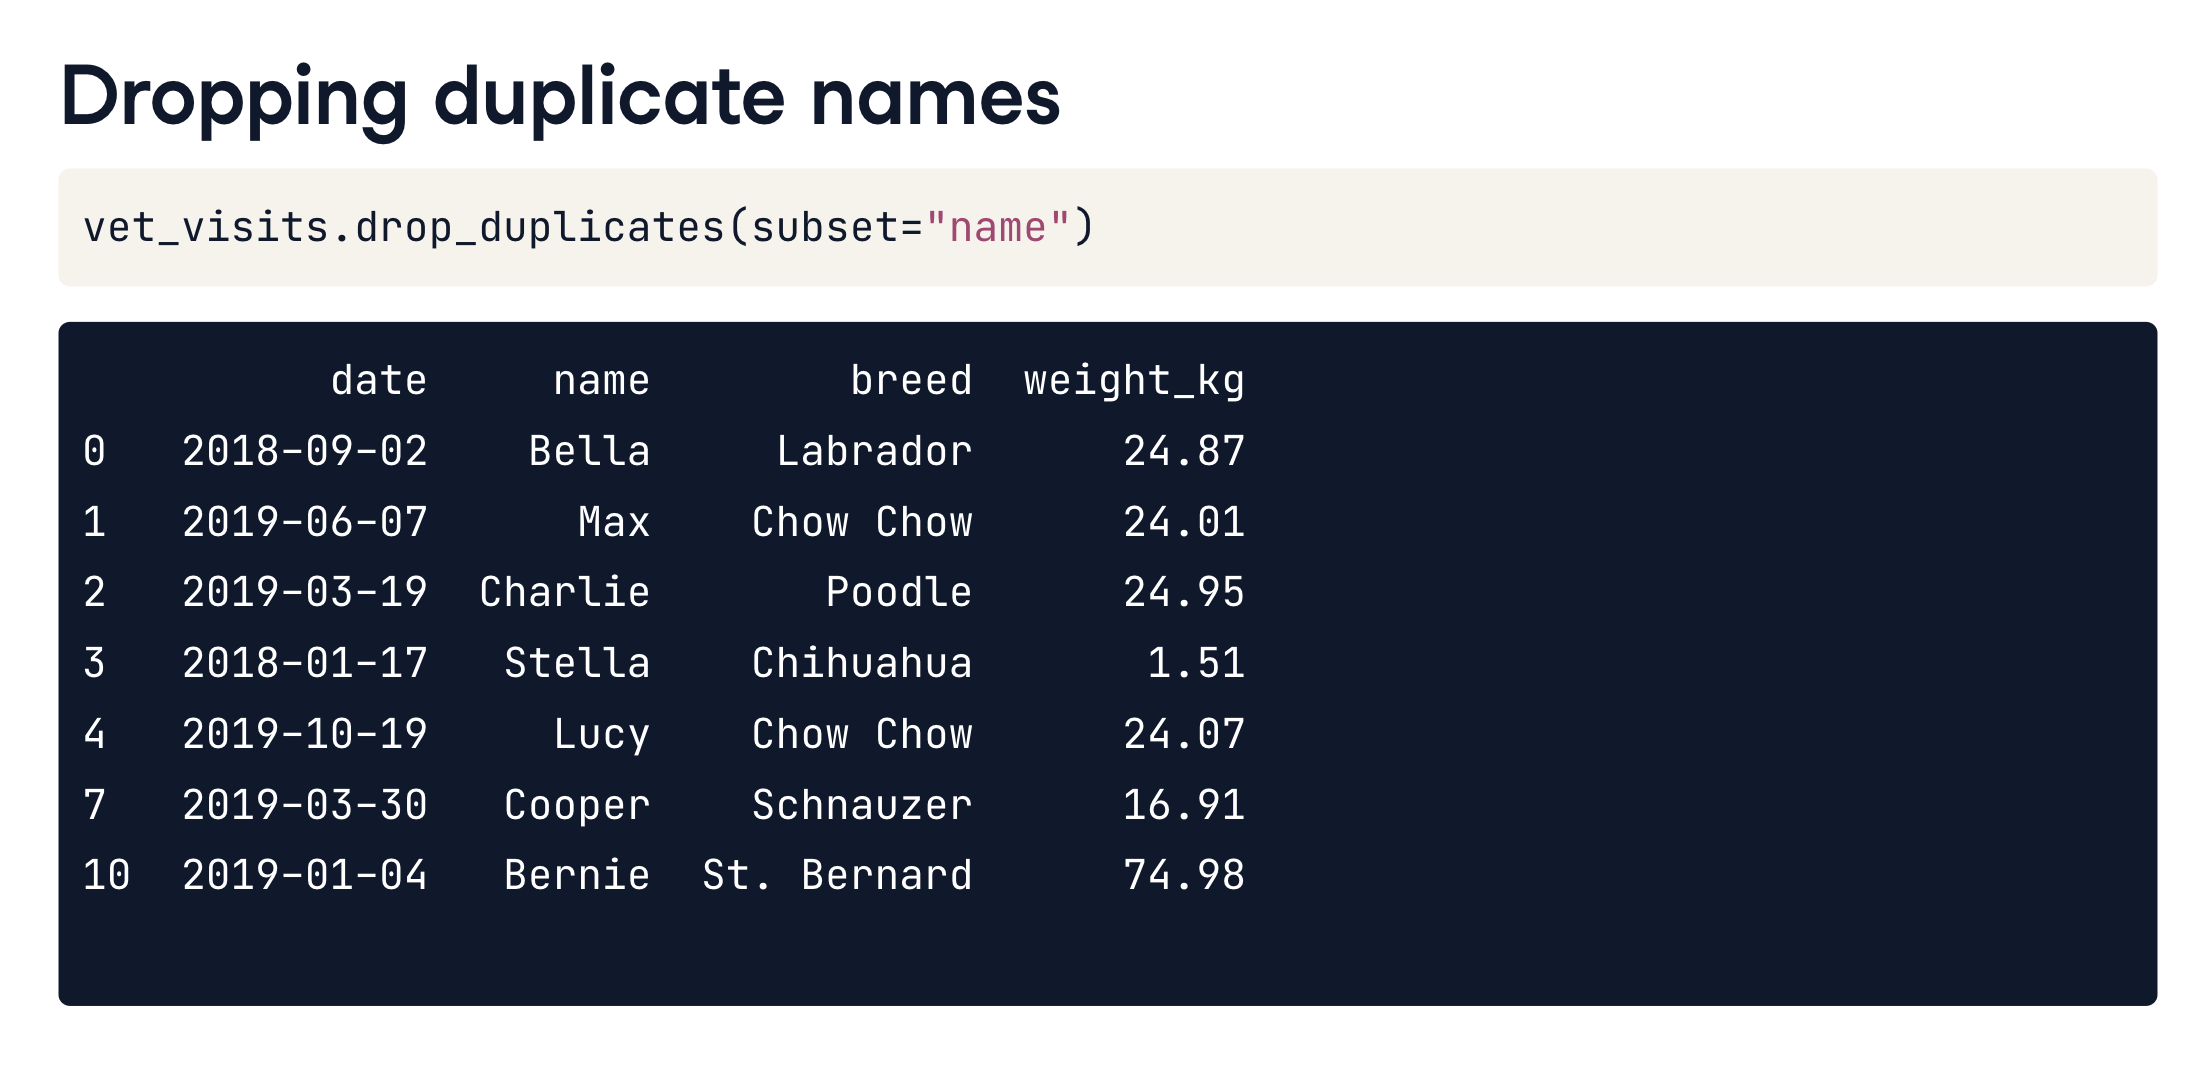 Dropping duplicate names
vet_visits.drop_duplicates(subset="name")
date name breed weight_kg
0 2018-09-02 Bella Labrador 24.87
1 2019-06-07 Max Chow Chow 24.01
2 2019-03-19 Charlie Poodle 24.95
3 2018-01-17 Stella Chihuahua 1.51
4 2019-10-19 Lucy Chow Chow 24.07
7 2019-03-30 Cooper Schnauzer 16.91
10 2019-01-04 Bernie St. Bernard 74.98